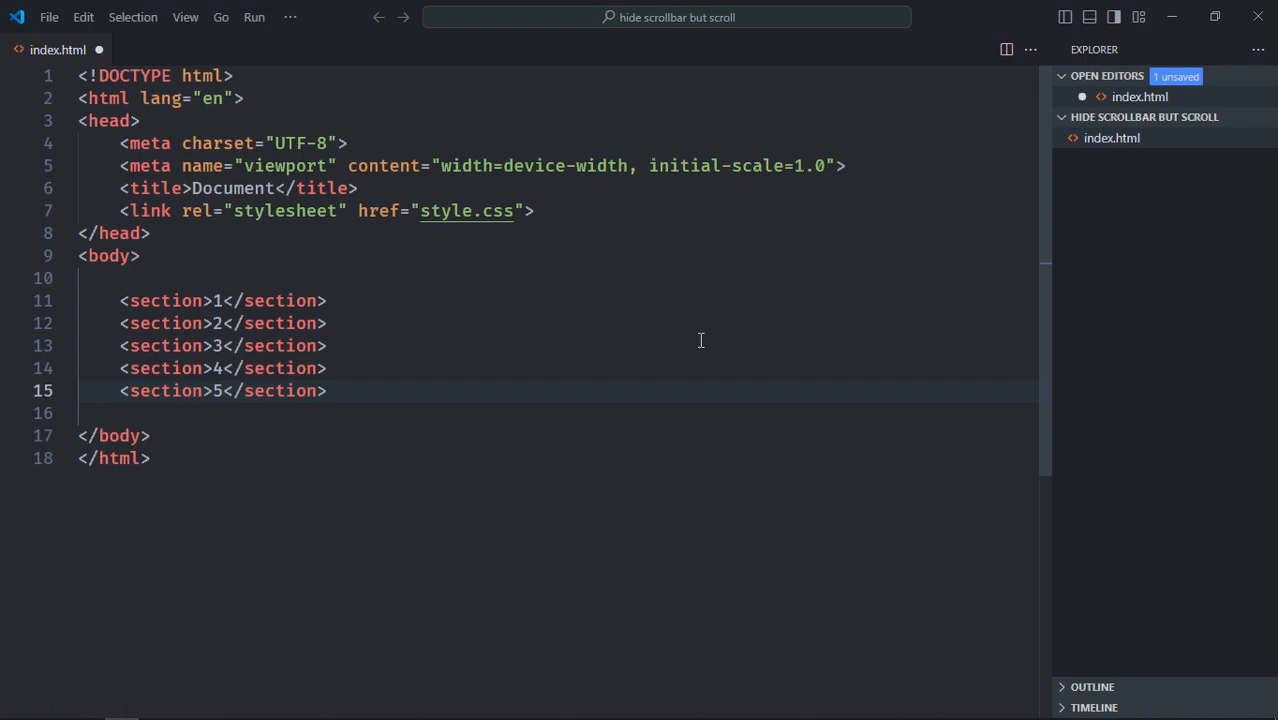 File Edit Selection View Go Run ···
hide scrollbar but scroll
index.html
1 <!DOCTYPE html>
2 <html lang="en">
3 <head>
4     <meta charset="UTF-8">
5     <meta name="viewport" content="width=device-width, initial-scale=1.0">
6     <title>Document</title>
7     <link rel="stylesheet" href="style.css">
8 </head>
9 <body>
10
11     <section>1</section>
12     <section>2</section>
13     <section>3</section>
14     <section>4</section>
15     <section>5</section>
16
17 </body>
18 </html>
EXPLORER
OPEN EDITORS 1 unsaved
index.html
HIDE SCROLLBAR BUT SCROLL
index.html
OUTLINE
TIMELINE